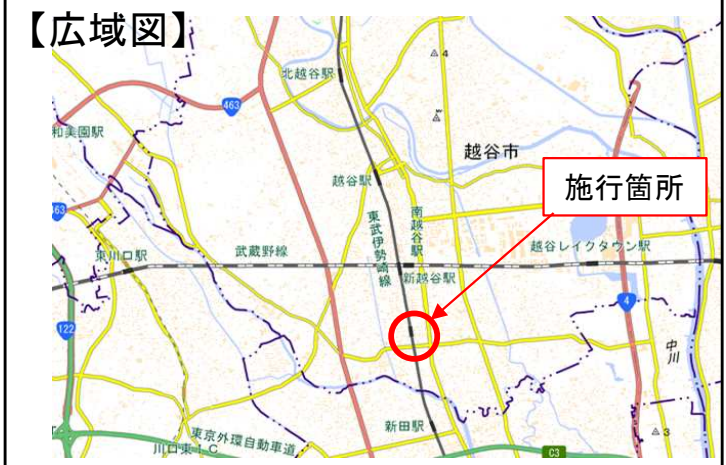 【広域図】
北越谷駅
4
463
和美園駅
越谷市
越谷駅
施行箇所
東武伊勢崎線
南越谷駅
463
東川口駅
武蔵野線
越谷レイクタウン駅
新越谷駅
4
122
中川
新田駅
東京外環自動車道
川口東IC
3
C3